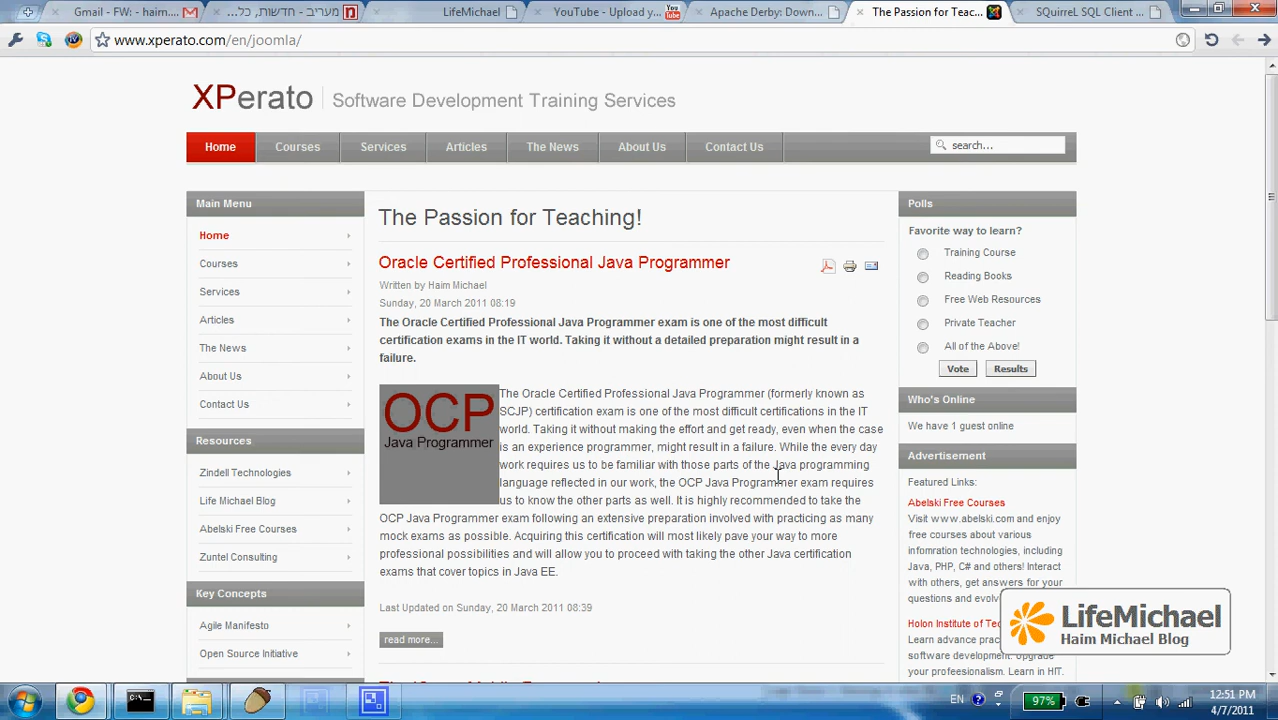 Gmail - FW: - haim....
מעריב - חדשות, כל...
LifeMichael
YouTube - Upload y...
Apache Derby: Down...
The Passion for Teac...
SQuirreL SQL Client ...
www.xperato.com/en/joomla/
XPerato Software Development Training Services
Home Courses Services Articles The News About Us Contact Us search...
Main Menu
Home
Courses
Services
Articles
The News
About Us
Contact Us
Resources
Zindell Technologies
Life Michael Blog
Abelski Free Courses
Zuntel Consulting
Key Concepts
Agile Manifesto
Open Source Initiative
The Passion for Teaching!
Oracle Certified Professional Java Programmer
Written by Haim Michael
Sunday, 20 March 2011 08:19
The Oracle Certified Professional Java Programmer exam is one of the most difficult
certification exams in the IT world. Taking it without a detailed preparation might result in a
failure.
OCP
Java Programmer
The Oracle Certified Professional Java Programmer (formerly known as
SCJP) certification exam is one of the most difficult certifications in the IT
world. Taking it without making the effort and get ready, even when the case
is an experience programmer, might result in a failure. While the every day
work requires us to be familiar with those parts of the Java programming
language reflected in our work, the OCP Java Programmer exam requires
us to know the other parts as well. It is highly recommended to take the
OCP Java Programmer exam following an extensive preparation involved with practicing as many
mock exams as possible. Acquiring this certification will most likely pave your way to more
professional possibilities and will allow you to proceed with taking the other Java certification
exams that cover topics in Java EE.
Last Updated on Sunday, 20 March 2011 08:39
read more...
Polls
Favorite way to learn?
Training Course
Reading Books
Free Web Resources
Private Teacher
All of the Above!
Vote Results
Who's Online
We have 1 guest online
Advertisement
Featured Links:
Abelski Free Courses
Visit www.abelski.com and enjoy
free courses about various
infomration technologies, including
Java, PHP, C# and others! Interact
with others, get answers for your
questions and evolv
Holon Institute of Tec
Learn advance prac
software development. Upgrade
your profeesionalism. Learn in HIT.
LifeMichael
Haim Michael Blog
EN
97%
12:51 PM
4/7/2011